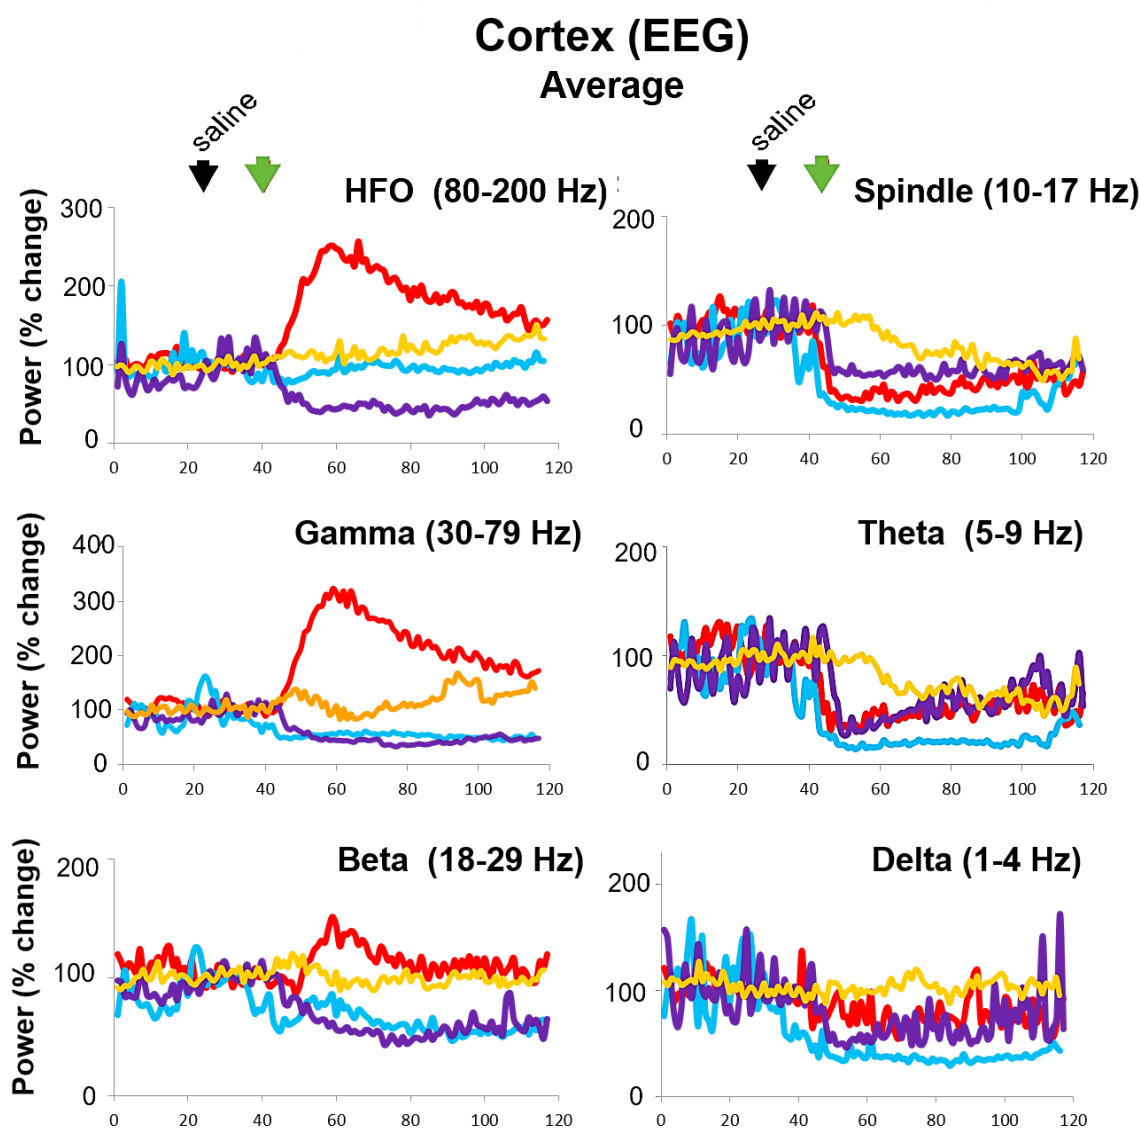 Cortex (EEG)
Average
saline
saline
HFO (80-200 Hz)
Spindle (10-17 Hz)
Power (% change)
300
200
100
0
0 20 40 60 80 100 120
200
100
0
0 20 40 60 80 100 120
Gamma (30-79 Hz)
Theta (5-9 Hz)
Power (% change)
400
300
200
100
0
0 20 40 60 80 100 120
200
100
0
0 20 40 60 80 100 120
Beta (18-29 Hz)
Delta (1-4 Hz)
Power (% change)
200
100
0
0 20 40 60 80 100 120
200
100
0
0 20 40 60 80 100 120